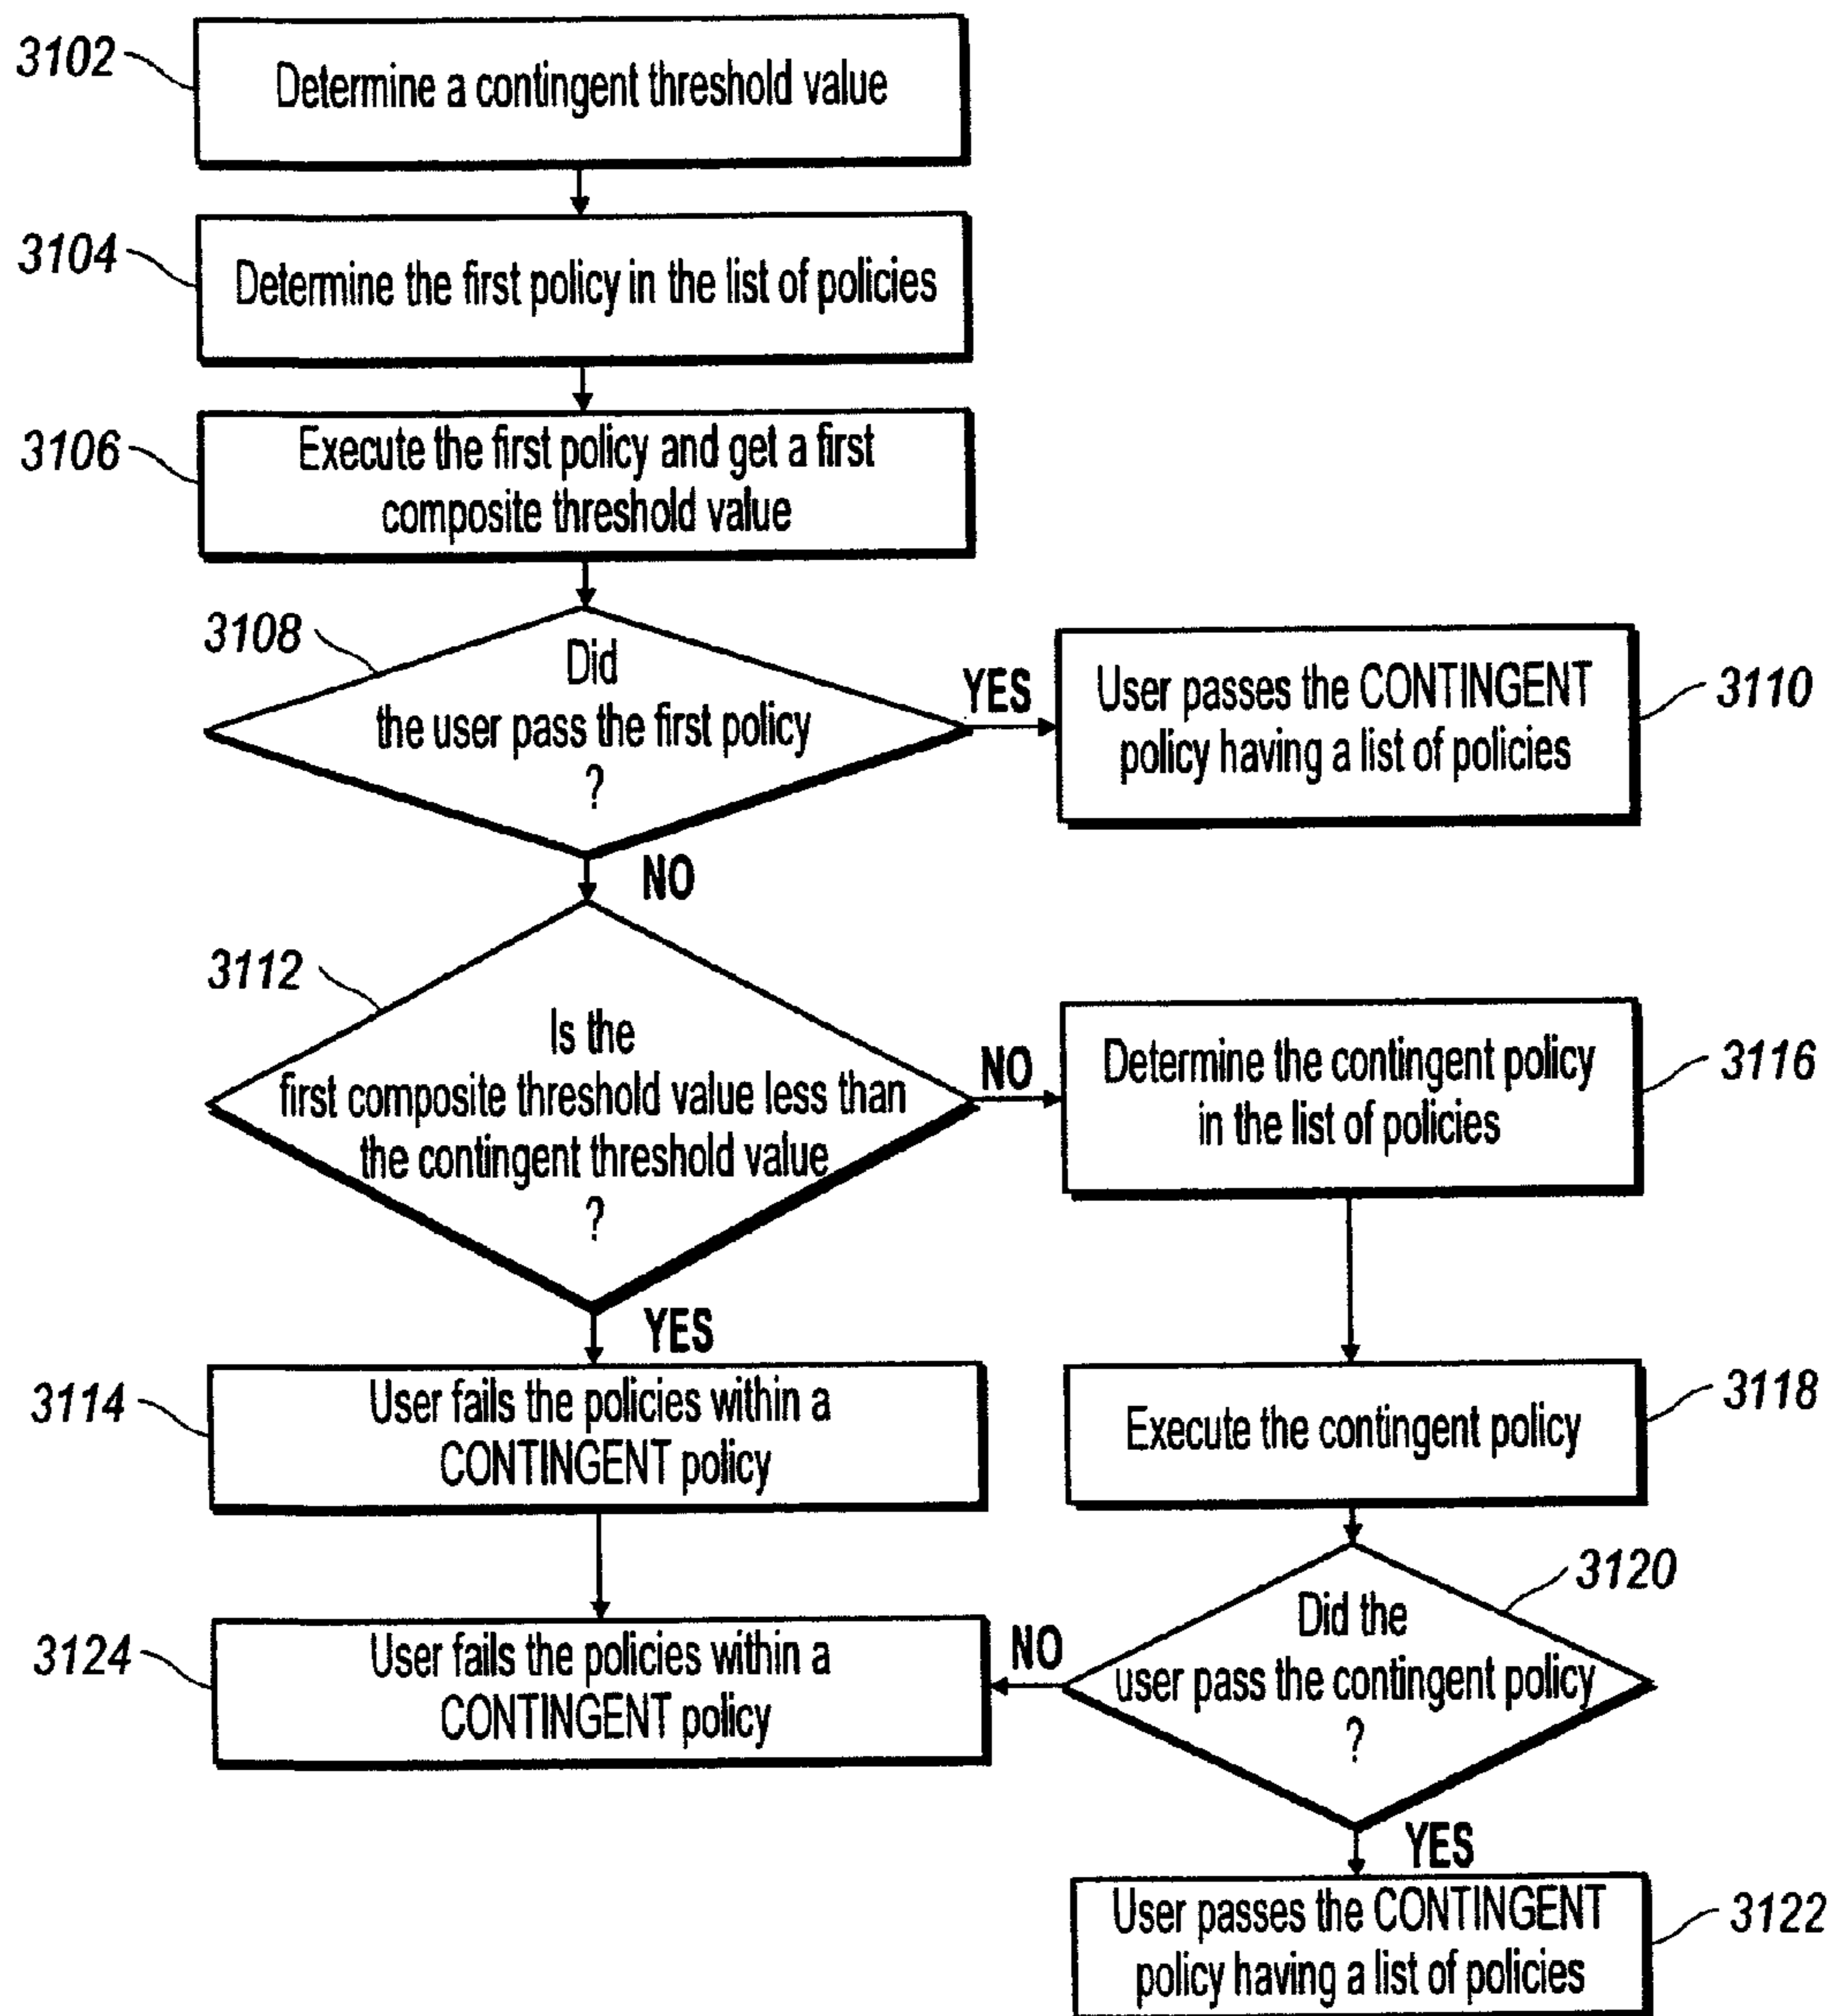 3102
Determine a contingent threshold value
3104
Determine the first policy in the list of policies
3106
Execute the first policy and get a first
composite threshold value
3108
Did
the user pass the first policy
?
YES
User passes the CONTINGENT
policy having a list of policies
3110
NO
3112
Is the
first composite threshold value less than
the contingent threshold value
?
NO
Determine the contingent policy
in the list of policies
3116
YES
3114
User fails the policies within a
CONTINGENT policy
Execute the contingent policy
3118
3120
Did the
user pass the contingent policy
?
NO
3124
User fails the policies within a
CONTINGENT policy
YES
User passes the CONTINGENT
policy having a list of policies
3122